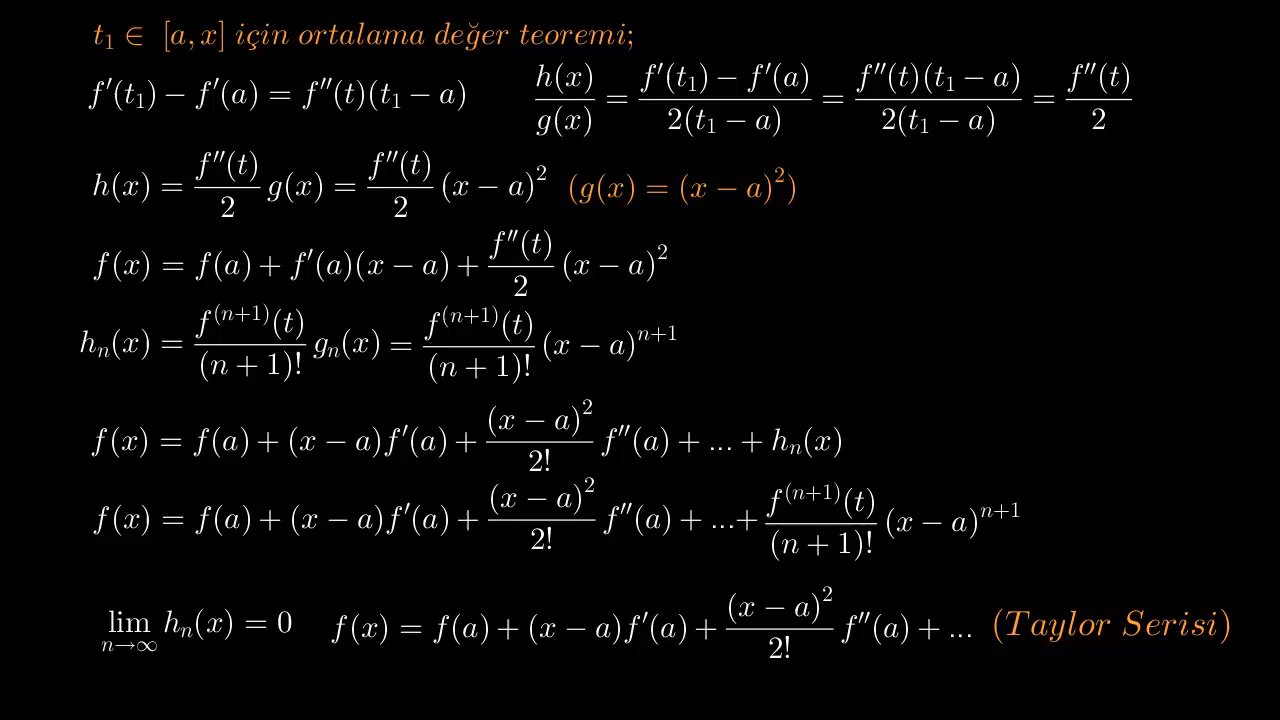 t₁ ∈ [a, x] için ortalama değer teoremi;
f′(t₁) − f′(a) = f″(t)(t₁ − a)    h(x)/g(x) = (f′(t₁) − f′(a))/(2(t₁ − a)) = (f″(t)(t₁ − a))/(2(t₁ − a)) = f″(t)/2
h(x) = f″(t)/2 g(x) = f″(t)/2 (x − a)² (g(x) = (x − a)²)
f(x) = f(a) + f′(a)(x − a) + f″(t)/2 (x − a)²
hₙ(x) = f⁽ⁿ⁺¹⁾(t)/(n + 1)! gₙ(x) = f⁽ⁿ⁺¹⁾(t)/(n + 1)! (x − a)ⁿ⁺¹
f(x) = f(a) + (x − a)f′(a) + (x − a)²/2! f″(a) + ... + hₙ(x)
f(x) = f(a) + (x − a)f′(a) + (x − a)²/2! f″(a) + ...+ f⁽ⁿ⁺¹⁾(t)/(n + 1)! (x − a)ⁿ⁺¹
lim n→∞ hₙ(x) = 0    f(x) = f(a) + (x − a)f′(a) + (x − a)²/2! f″(a) + ... (Taylor Serisi)